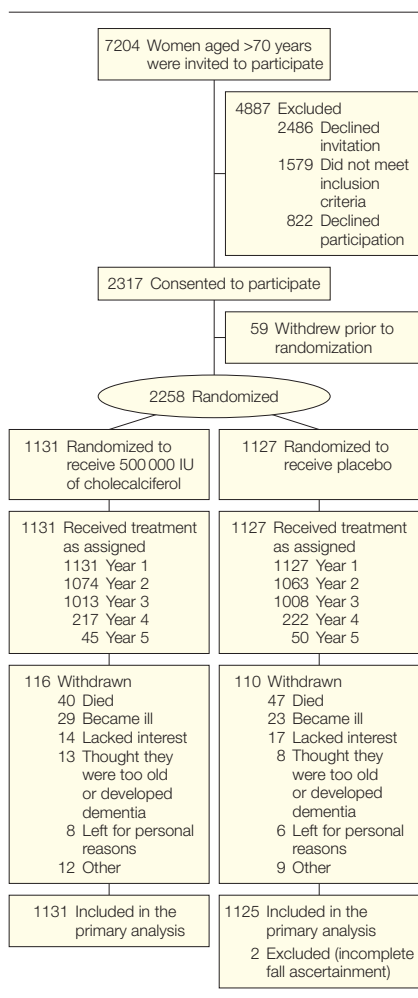 7204 Women aged >70 years
were invited to participate
4887 Excluded
2486 Declined
invitation
1579 Did not meet
inclusion
criteria
822 Declined
participation
2317 Consented to participate
59 Withdrew prior to
randomization
2258 Randomized
1131 Randomized to
receive 500 000 IU
of cholecalciferol
1127 Randomized to
receive placebo
1131 Received treatment
as assigned
1131 Year 1
1074 Year 2
1013 Year 3
217 Year 4
45 Year 5
1127 Received treatment
as assigned
1127 Year 1
1063 Year 2
1008 Year 3
222 Year 4
50 Year 5
116 Withdrawn
40 Died
29 Became ill
14 Lacked interest
13 Thought they
were too old
or developed
dementia
8 Left for personal
reasons
12 Other
110 Withdrawn
47 Died
23 Became ill
17 Lacked interest
8 Thought they
were too old
or developed
dementia
6 Left for personal
reasons
9 Other
1131 Included in the
primary analysis
1125 Included in the
primary analysis
2 Excluded (incomplete
fall ascertainment)